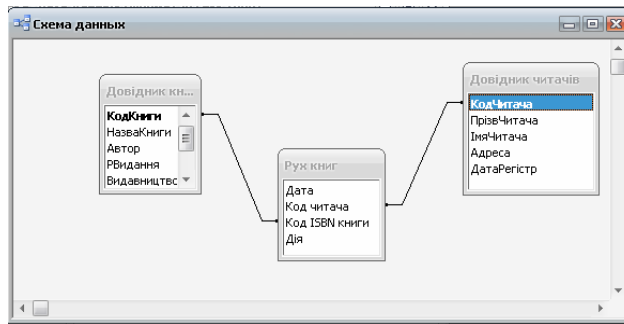 Схема данных
Довідник кн...
КодКниги
НазваКниги
Автор
РВидання
Видавництво
Рух книг
Дата
Код читача
Код ISBN книги
Дія
Довідник читачів
КодЧитача
ПрізвЧитача
ІмяЧитача
Адреса
ДатаРегістр